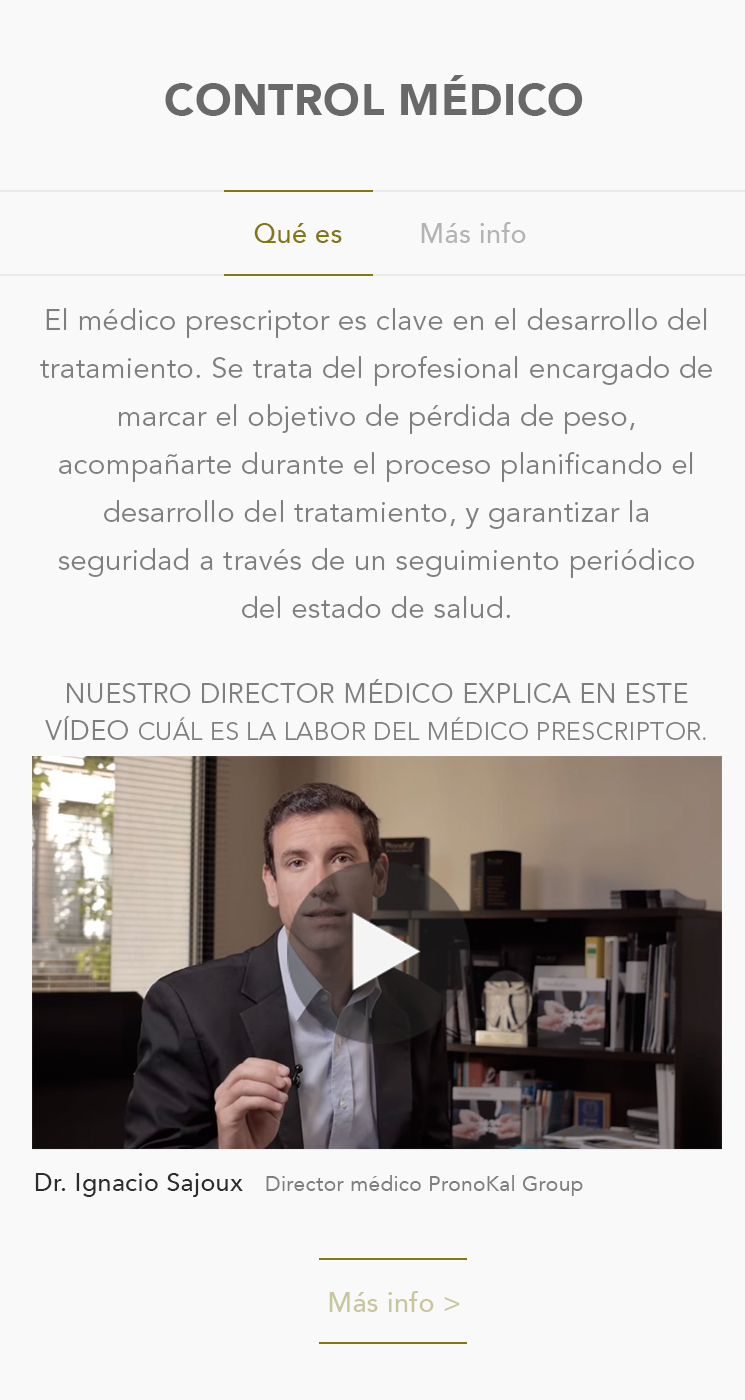 CONTROL MÉDICO
Qué es
Más info
El médico prescriptor es clave en el desarrollo del
tratamiento. Se trata del profesional encargado de
marcar el objetivo de pérdida de peso,
acompañarte durante el proceso planificando el
desarrollo del tratamiento, y garantizar la
seguridad a través de un seguimiento periódico
del estado de salud.
NUESTRO DIRECTOR MÉDICO EXPLICA EN ESTE
VÍDEO CUÁL ES LA LABOR DEL MÉDICO PRESCRIPTOR.
PronoKal
Dr. Ignacio Sajoux Director médico PronoKal Group
Más info >